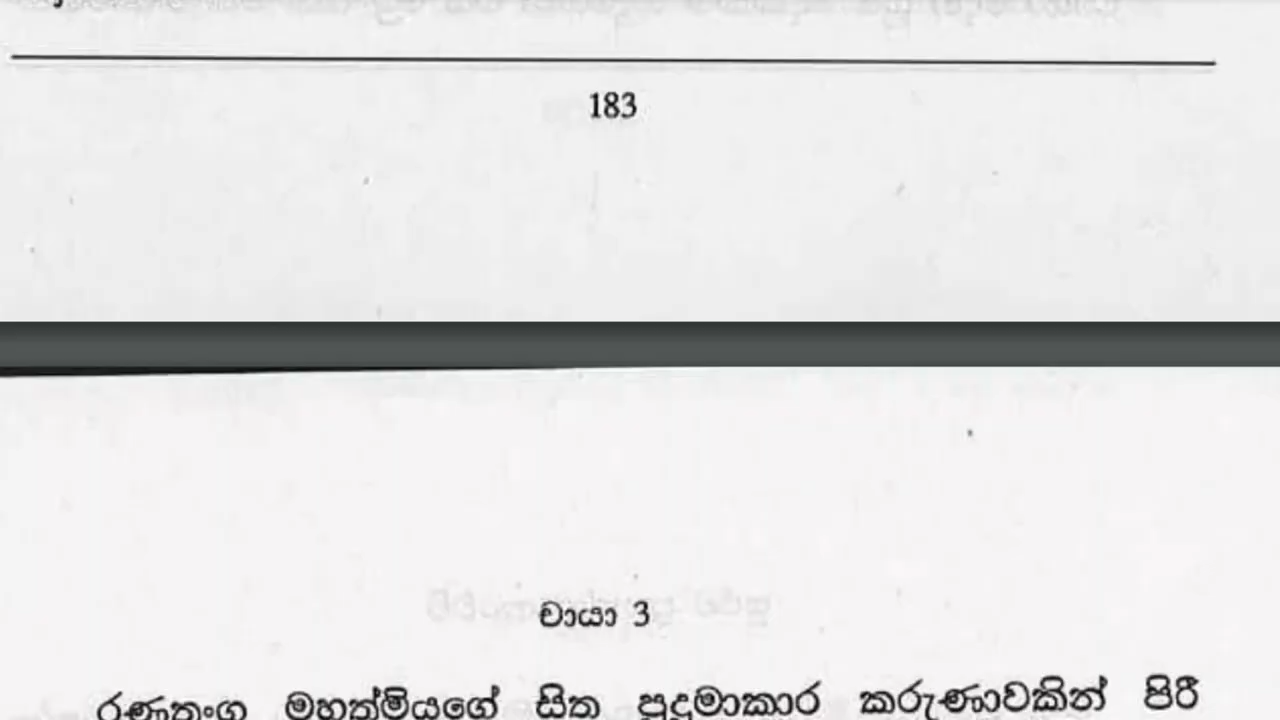 183
චායා 3
රණතුංග මහත්මියගේ සිත පුදුමාකාර කරුණාවකින් පිරී